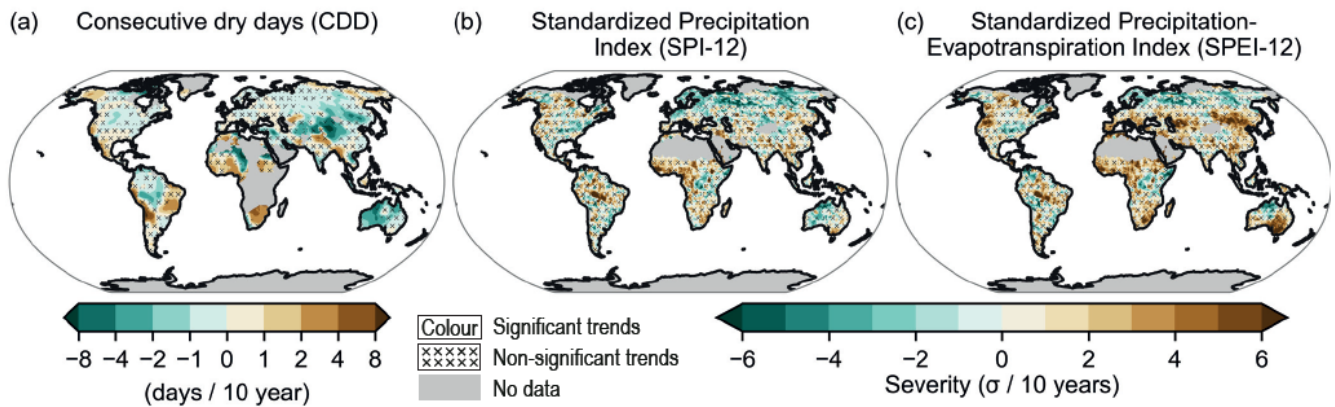 (a) Consecutive dry days (CDD)
(b) Standardized Precipitation
Index (SPI-12)
(c) Standardized Precipitation-
Evapotranspiration Index (SPEI-12)
−8 −4 −2 −1 0 1 2 4 8
(days / 10 year)
Colour Significant trends
Non-significant trends
No data
−6 −4 −2 0 2 4 6
Severity (σ / 10 years)